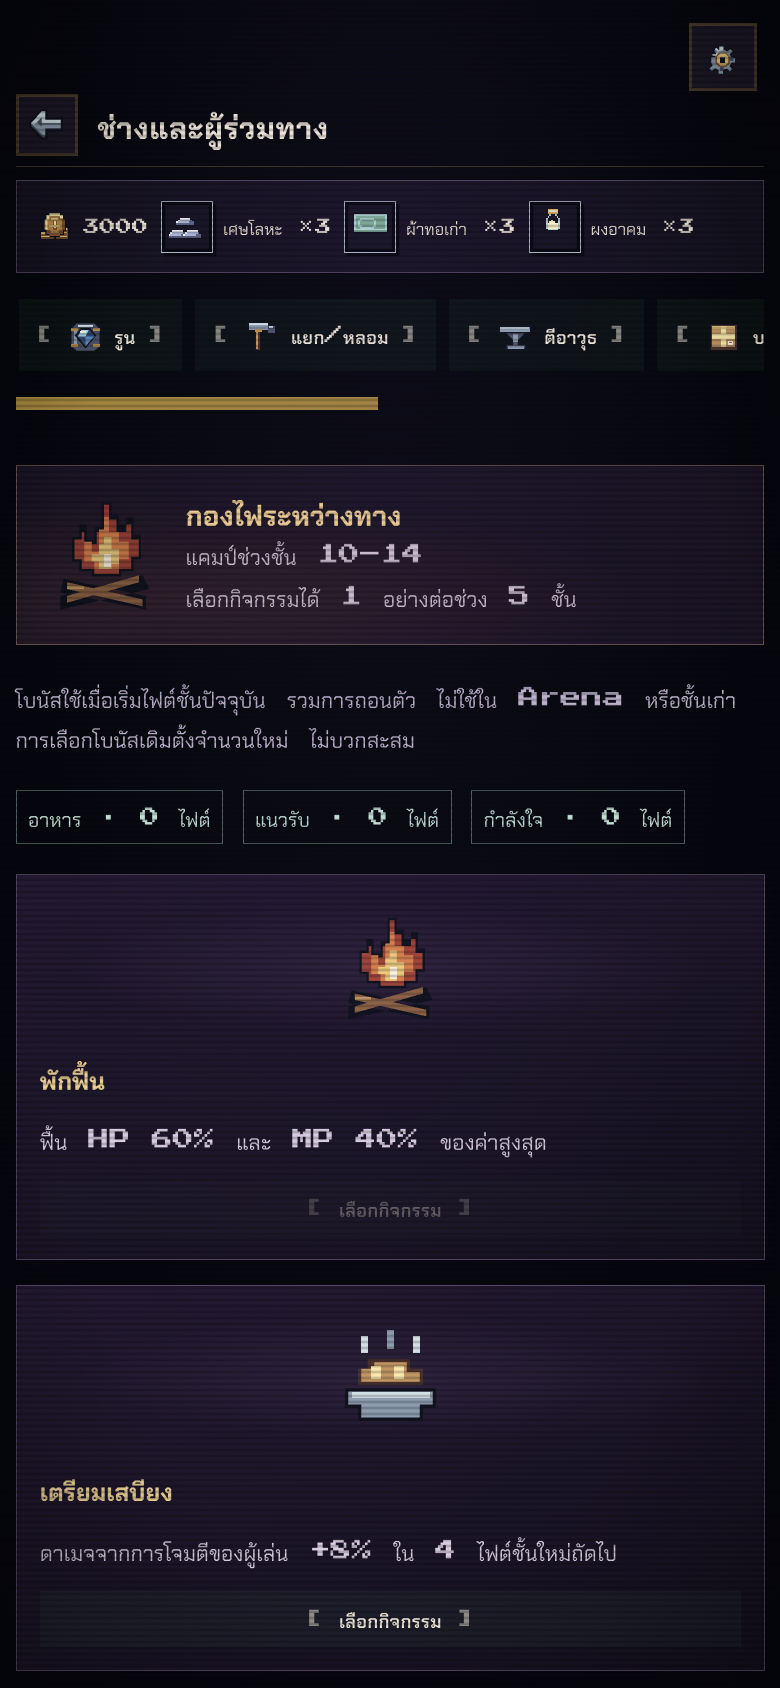 ช่างและผู้ร่วมทาง
3000 เศษโลหะ ×3 ผ้าทอเก่า ×3 ผงอาคม ×3
[ รูน ] [ แยก/หลอม ] [ ตีอาวุธ ] [ บ
กองไฟระหว่างทาง
แคมป์ช่วงชั้น 10–14
เลือกกิจกรรมได้ 1 อย่างต่อช่วง 5 ชั้น
โบนัสใช้เมื่อเริ่มไฟต์ชั้นปัจจุบัน รวมการถอนตัว ไม่ใช้ใน Arena หรือชั้นเก่า
การเลือกโบนัสเดิมตั้งจำนวนใหม่ ไม่บวกสะสม
อาหาร · 0 ไฟต์ แนวรับ · 0 ไฟต์ กำลังใจ · 0 ไฟต์
พักฟื้น
ฟื้น HP 60% และ MP 40% ของค่าสูงสุด
[ เลือกกิจกรรม ]
เตรียมเสบียง
ดาเมจจากการโจมตีของผู้เล่น +8% ใน 4 ไฟต์ชั้นใหม่ถัดไป
[ เลือกกิจกรรม ]